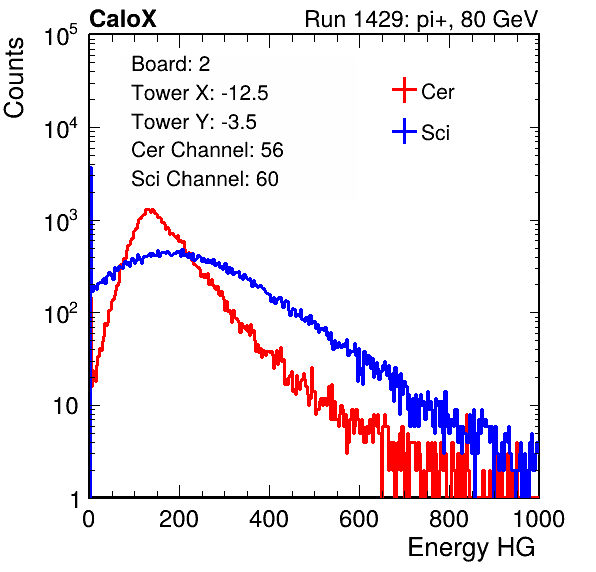 CaloX Run 1429: pi+, 80 GeV
Counts
Board: 2
Tower X: -12.5
Tower Y: -3.5
Cer Channel: 56
Sci Channel: 60
Cer
Sci
10^5
10^4
10^3
10^2
10
1
0 200 400 600 800 1000
Energy HG